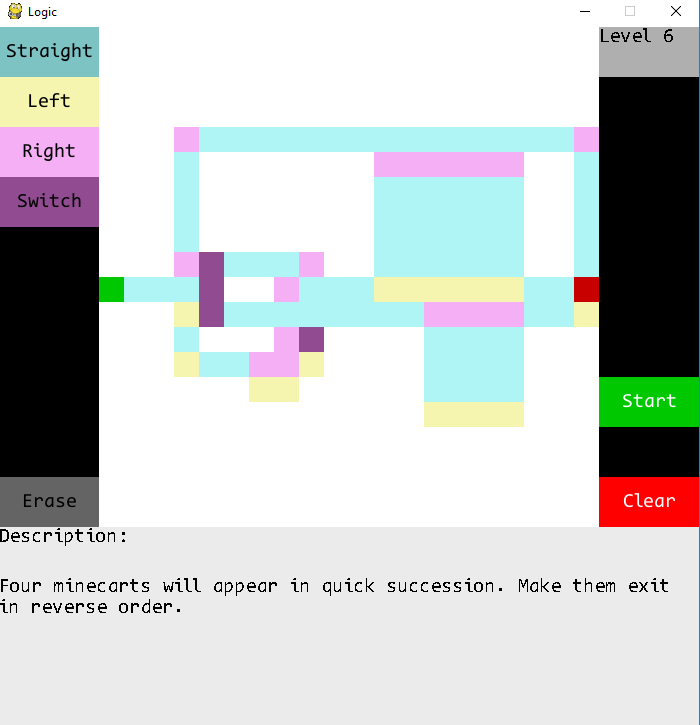 Logic
Straight
Level 6
Left
Right
Switch
Start
Erase
Clear
Description:
Four minecarts will appear in quick succession. Make them exit
in reverse order.